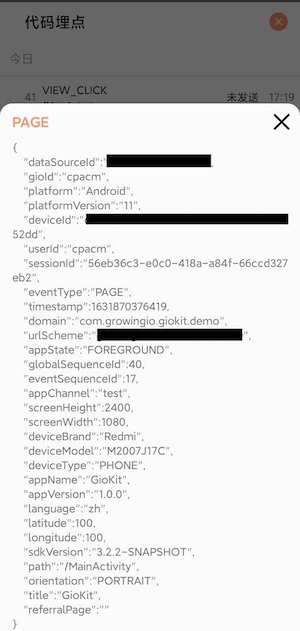 代码埋点
今日
41 VIEW_CLICK 未发送 17:19
PAGE
{
"dataSourceId":
"gioId":"cpacm",
"platform":"Android",
"platformVersion":"11",
"deviceId":
52dd",
"userId":"cpacm",
"sessionId":"56eb36c3-e0c0-418a-a84f-66ccd327
eb2",
"eventType":"PAGE",
"timestamp":1631870376419,
"domain":"com.growingio.giokit.demo",
"urlScheme": ",
"appState":"FOREGROUND",
"globalSequenceId":40,
"eventSequenceId":17,
"appChannel":"test",
"screenHeight":2400,
"screenWidth":1080,
"deviceBrand":"Redmi",
"deviceModel":"M2007J17C",
"deviceType":"PHONE",
"appName":"GioKit",
"appVersion":"1.0.0",
"language":"zh",
"latitude":100,
"longitude":100,
"sdkVersion":"3.2.2-SNAPSHOT",
"path":"/MainActivity",
"orientation":"PORTRAIT",
"title":"GioKit",
"referralPage":""
}